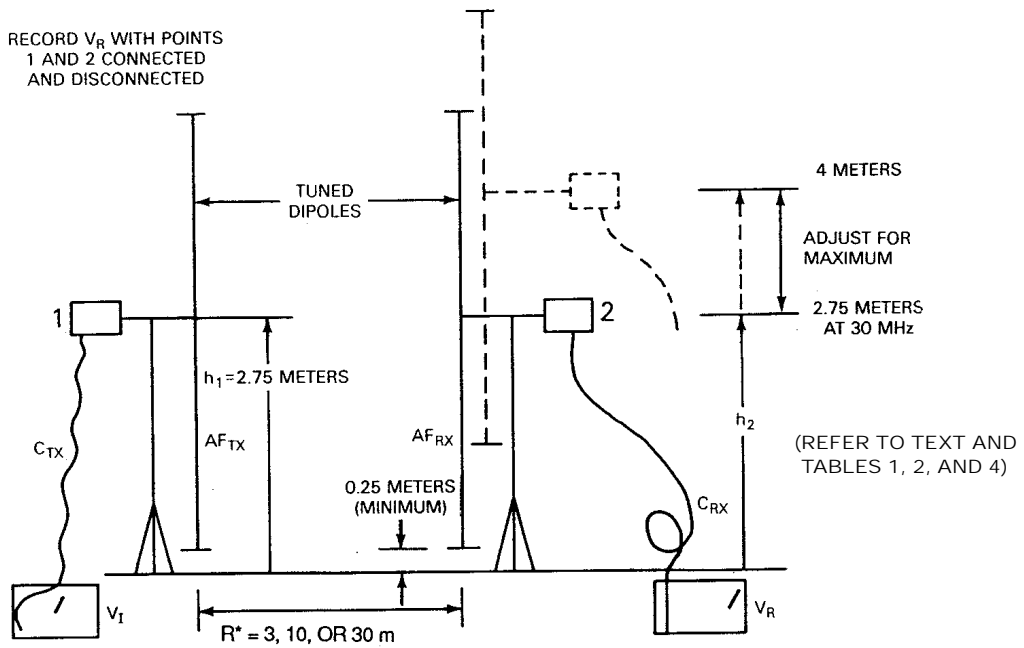 RECORD V_R WITH POINTS
1 AND 2 CONNECTED
AND DISCONNECTED
4 METERS
TUNED
DIPOLES
ADJUST FOR
MAXIMUM
1
2
2.75 METERS
AT 30 MHz
h₁=2.75 METERS
C_TX
AF_TX
AF_RX
h₂
(REFER TO TEXT AND
TABLES 1, 2, AND 4)
0.25 METERS
(MINIMUM)
C_RX
V_I
V_R
R* = 3, 10, OR 30 m